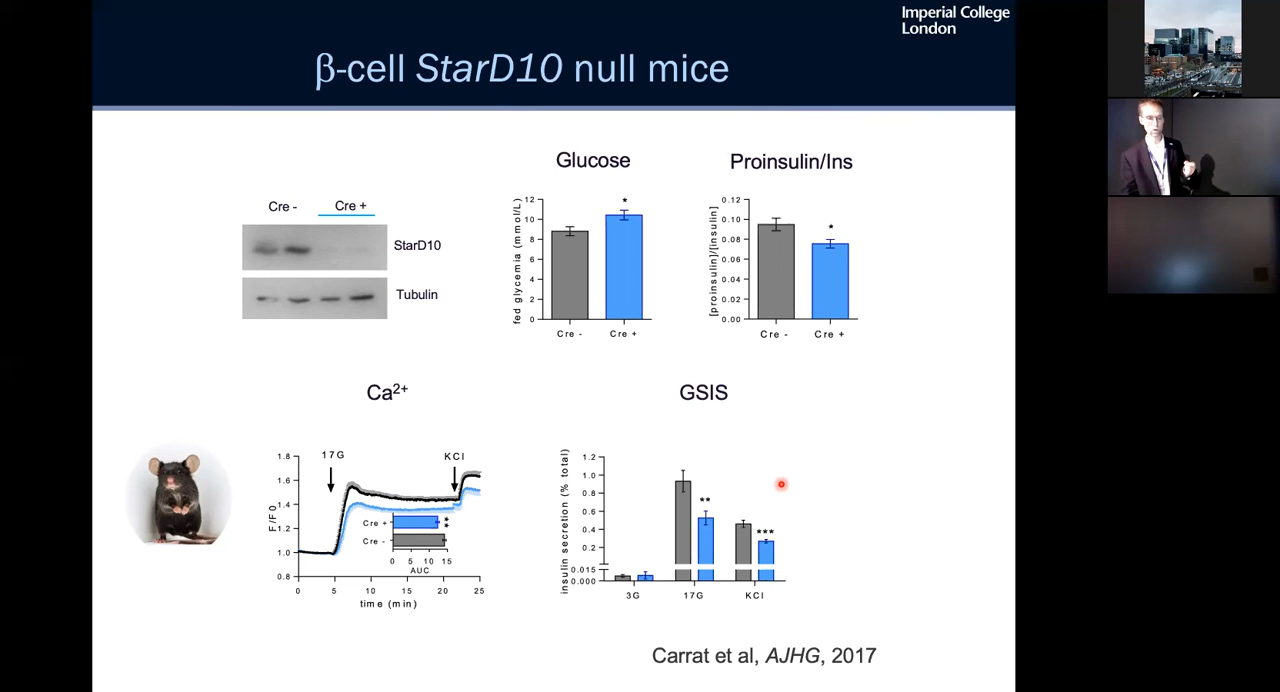 Imperial College
London
β-cell StarD10 null mice
Cre - Cre +
StarD10
Tubulin
Glucose
fed glycemia (mmol/L)
12
10
8
6
4
2
0
*
Cre - Cre +
Proinsulin/Ins
[proinsulin]/[insulin]
0.12
0.10
0.08
0.06
0.04
0.02
0.00
*
Cre - Cre +
Ca2+
F/F0
1.8
1.6
1.4
1.2
1.0
0.8
17G
KCl
Cre +
Cre -
**
0 5 10 15
AUC
0 5 10 15 20 25
time (min)
GSIS
insulin secretion (% total)
1.2
1.0
0.8
0.6
0.4
0.2
0.015
0.000
**
***
3G 17G KCl
Carrat et al, AJHG, 2017